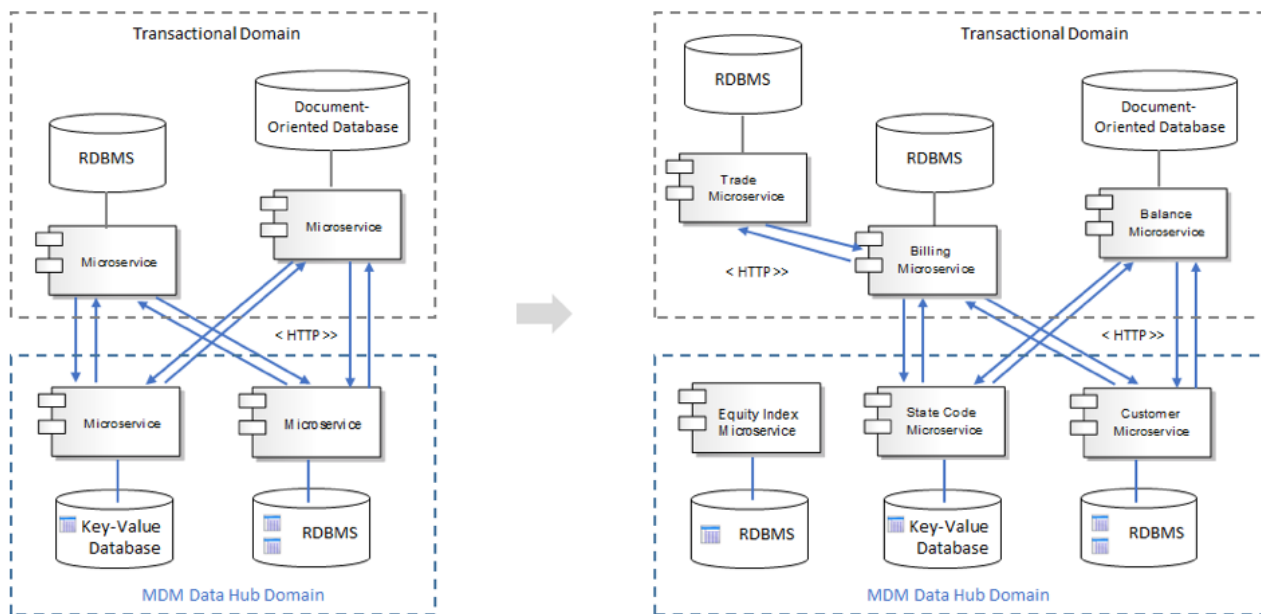 Transactional Domain
Document-
Oriented Database
RDBMS
Microservice
Microservice
< HTTP >>
Microservice
Microservice
Key-Value
Database
RDBMS
MDM Data Hub Domain
Transactional Domain
RDBMS
Document-
Oriented Database
RDBMS
Trade
Microservice
Balance
Microservice
Billing
Microservice
< HTTP >>
< HTTP >>
Equity Index
Microservice
State Code
Microservice
Customer
Microservice
RDBMS
Key-Value
Database
RDBMS
MDM Data Hub Domain